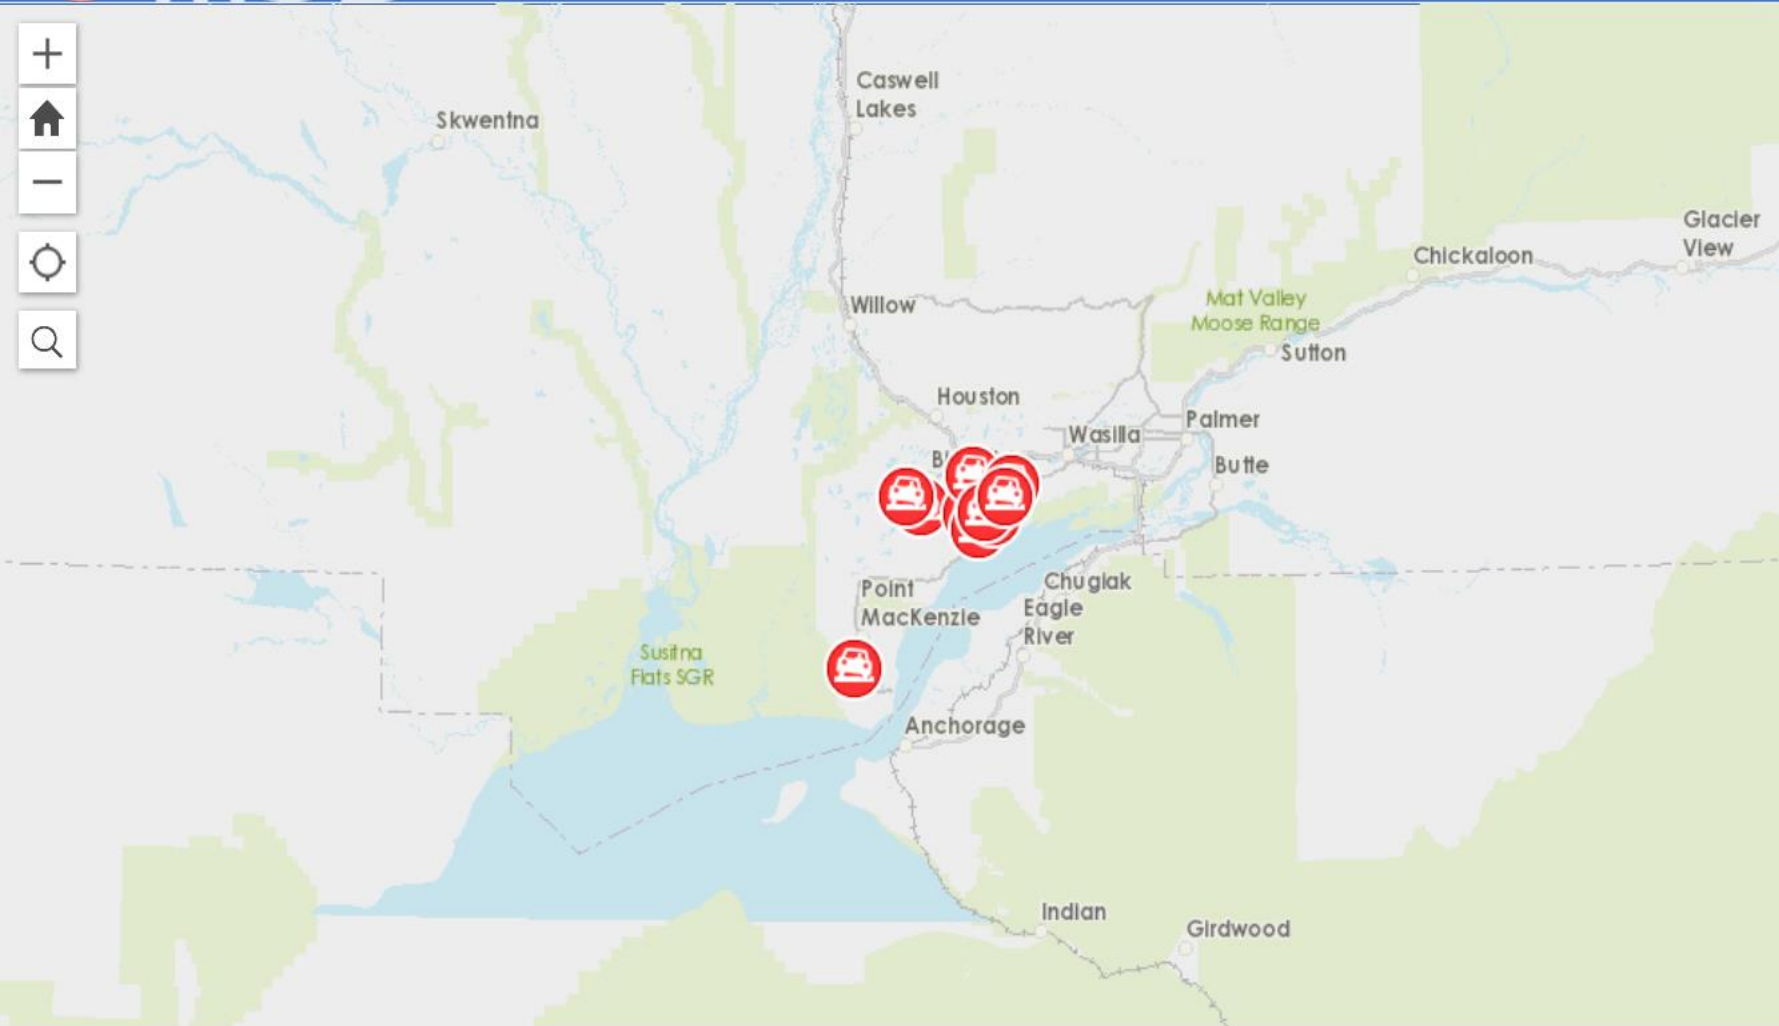 Caswell
Lakes
Skwentna
Glacier
View
Chickaloon
Mat Valley
Moose Range
Willow
Sutton
Houston
Palmer
Wasilla
Butte
Point
MacKenzie
Chugiak
Eagle
River
Susitna
Flats SGR
Anchorage
Indian
Girdwood